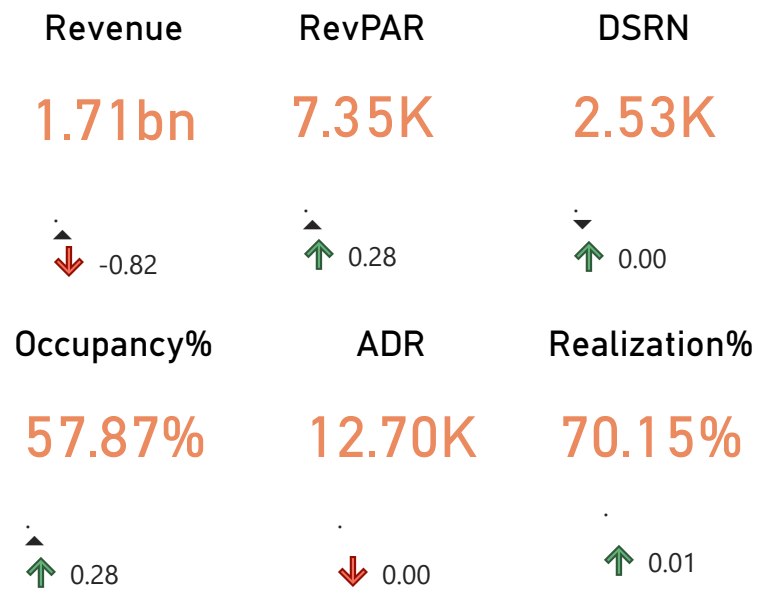 Revenue
RevPAR
DSRN
1.71bn
7.35K
2.53K
.
.
.
-0.82
0.28
0.00
Occupancy%
ADR
Realization%
57.87%
12.70K
70.15%
.
.
.
0.28
0.00
0.01